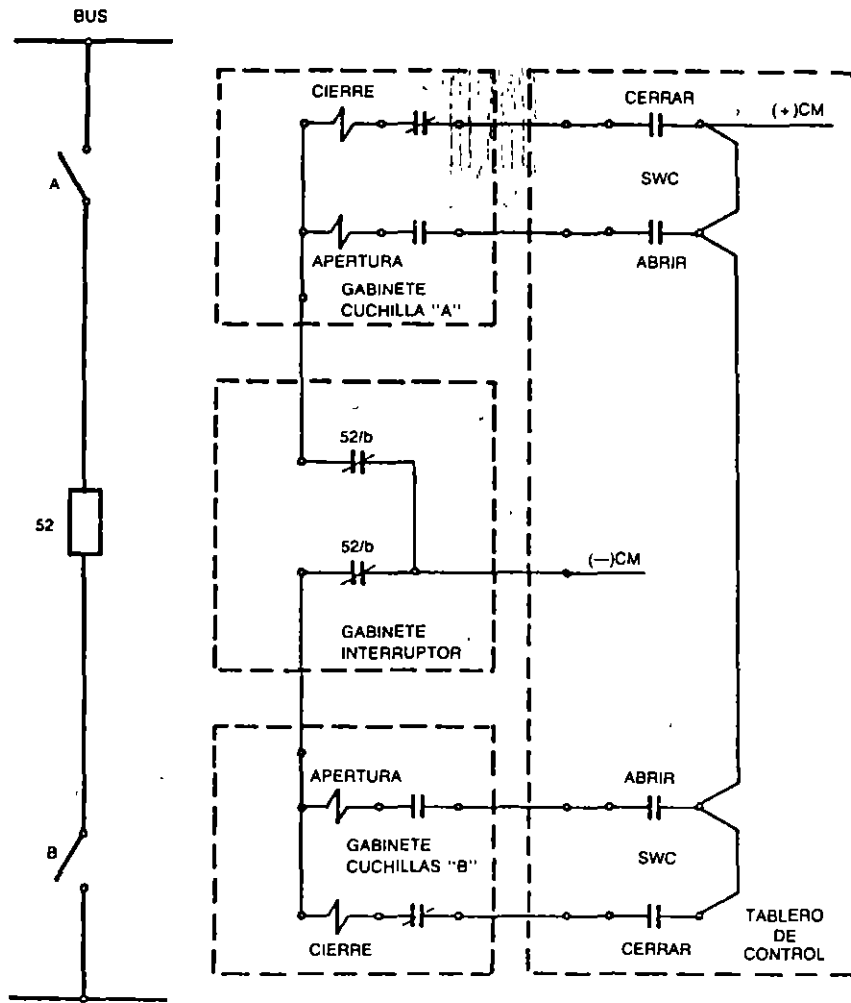 BUS
A
52
B
CIERRE
APERTURA
GABINETE
CUCHILLA "A"
CERRAR
(+)CM
SWC
ABRIR
52/b
52/b
(—)CM
GABINETE
INTERRUPTOR
APERTURA
GABINETE
CUCHILLAS "B"
CIERRE
ABRIR
SWC
CERRAR
TABLERO
DE
CONTROL